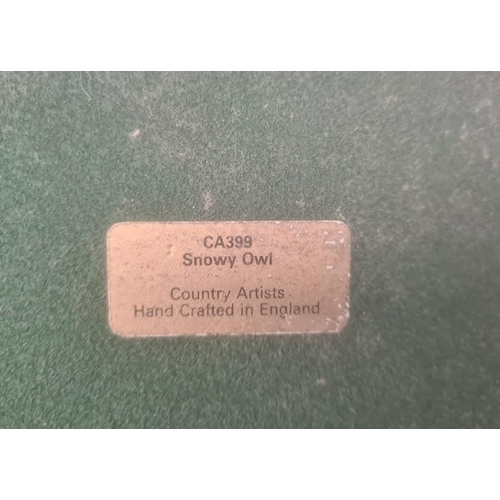 CA399
Snowy Owl
Country Artists
Hand Crafted in England